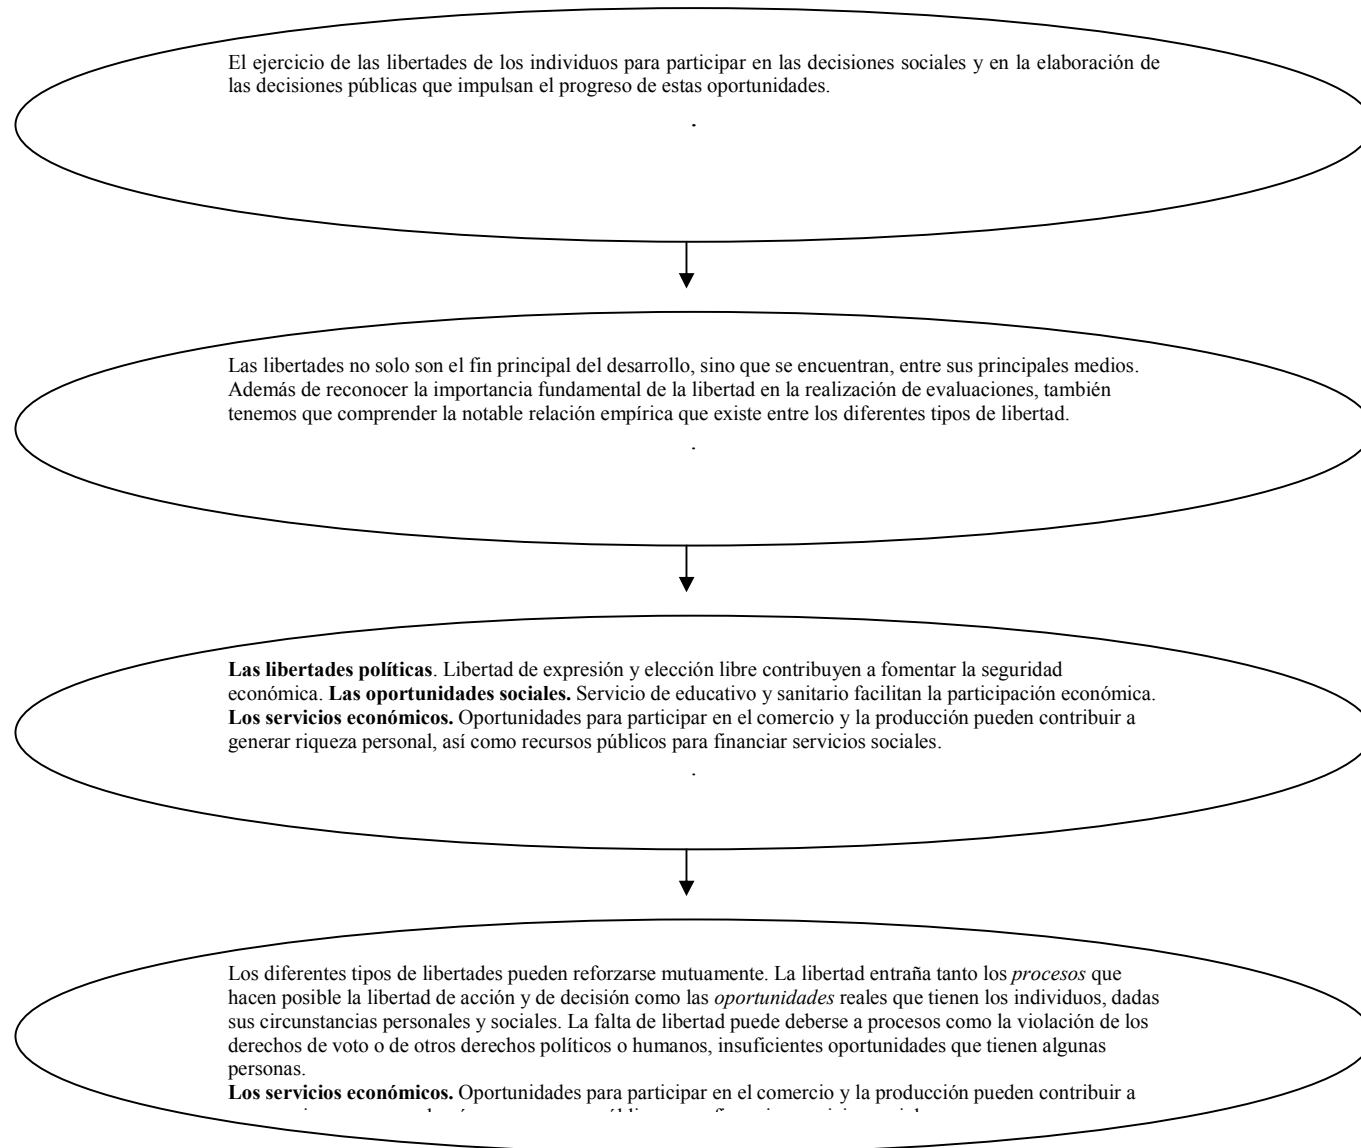 El ejercicio de las libertades de los individuos para participar en las decisiones sociales y en la elaboración de
las decisiones públicas que impulsan el progreso de estas oportunidades.
.
Las libertades no solo son el fin principal del desarrollo, sino que se encuentran, entre sus principales medios.
Además de reconocer la importancia fundamental de la libertad en la realización de evaluaciones, también
tenemos que comprender la notable relación empírica que existe entre los diferentes tipos de libertad.
.
Las libertades políticas. Libertad de expresión y elección libre contribuyen a fomentar la seguridad
económica. Las oportunidades sociales. Servicio de educativo y sanitario facilitan la participación económica.
Los servicios económicos. Oportunidades para participar en el comercio y la producción pueden contribuir a
generar riqueza personal, así como recursos públicos para financiar servicios sociales.
.
Los diferentes tipos de libertades pueden reforzarse mutuamente. La libertad entraña tanto los procesos que
hacen posible la libertad de acción y de decisión como las oportunidades reales que tienen los individuos, dadas
sus circunstancias personales y sociales. La falta de libertad puede deberse a procesos como la violación de los
derechos de voto o de otros derechos políticos o humanos, insuficientes oportunidades que tienen algunas
personas.
Los servicios económicos. Oportunidades para participar en el comercio y la producción pueden contribuir a